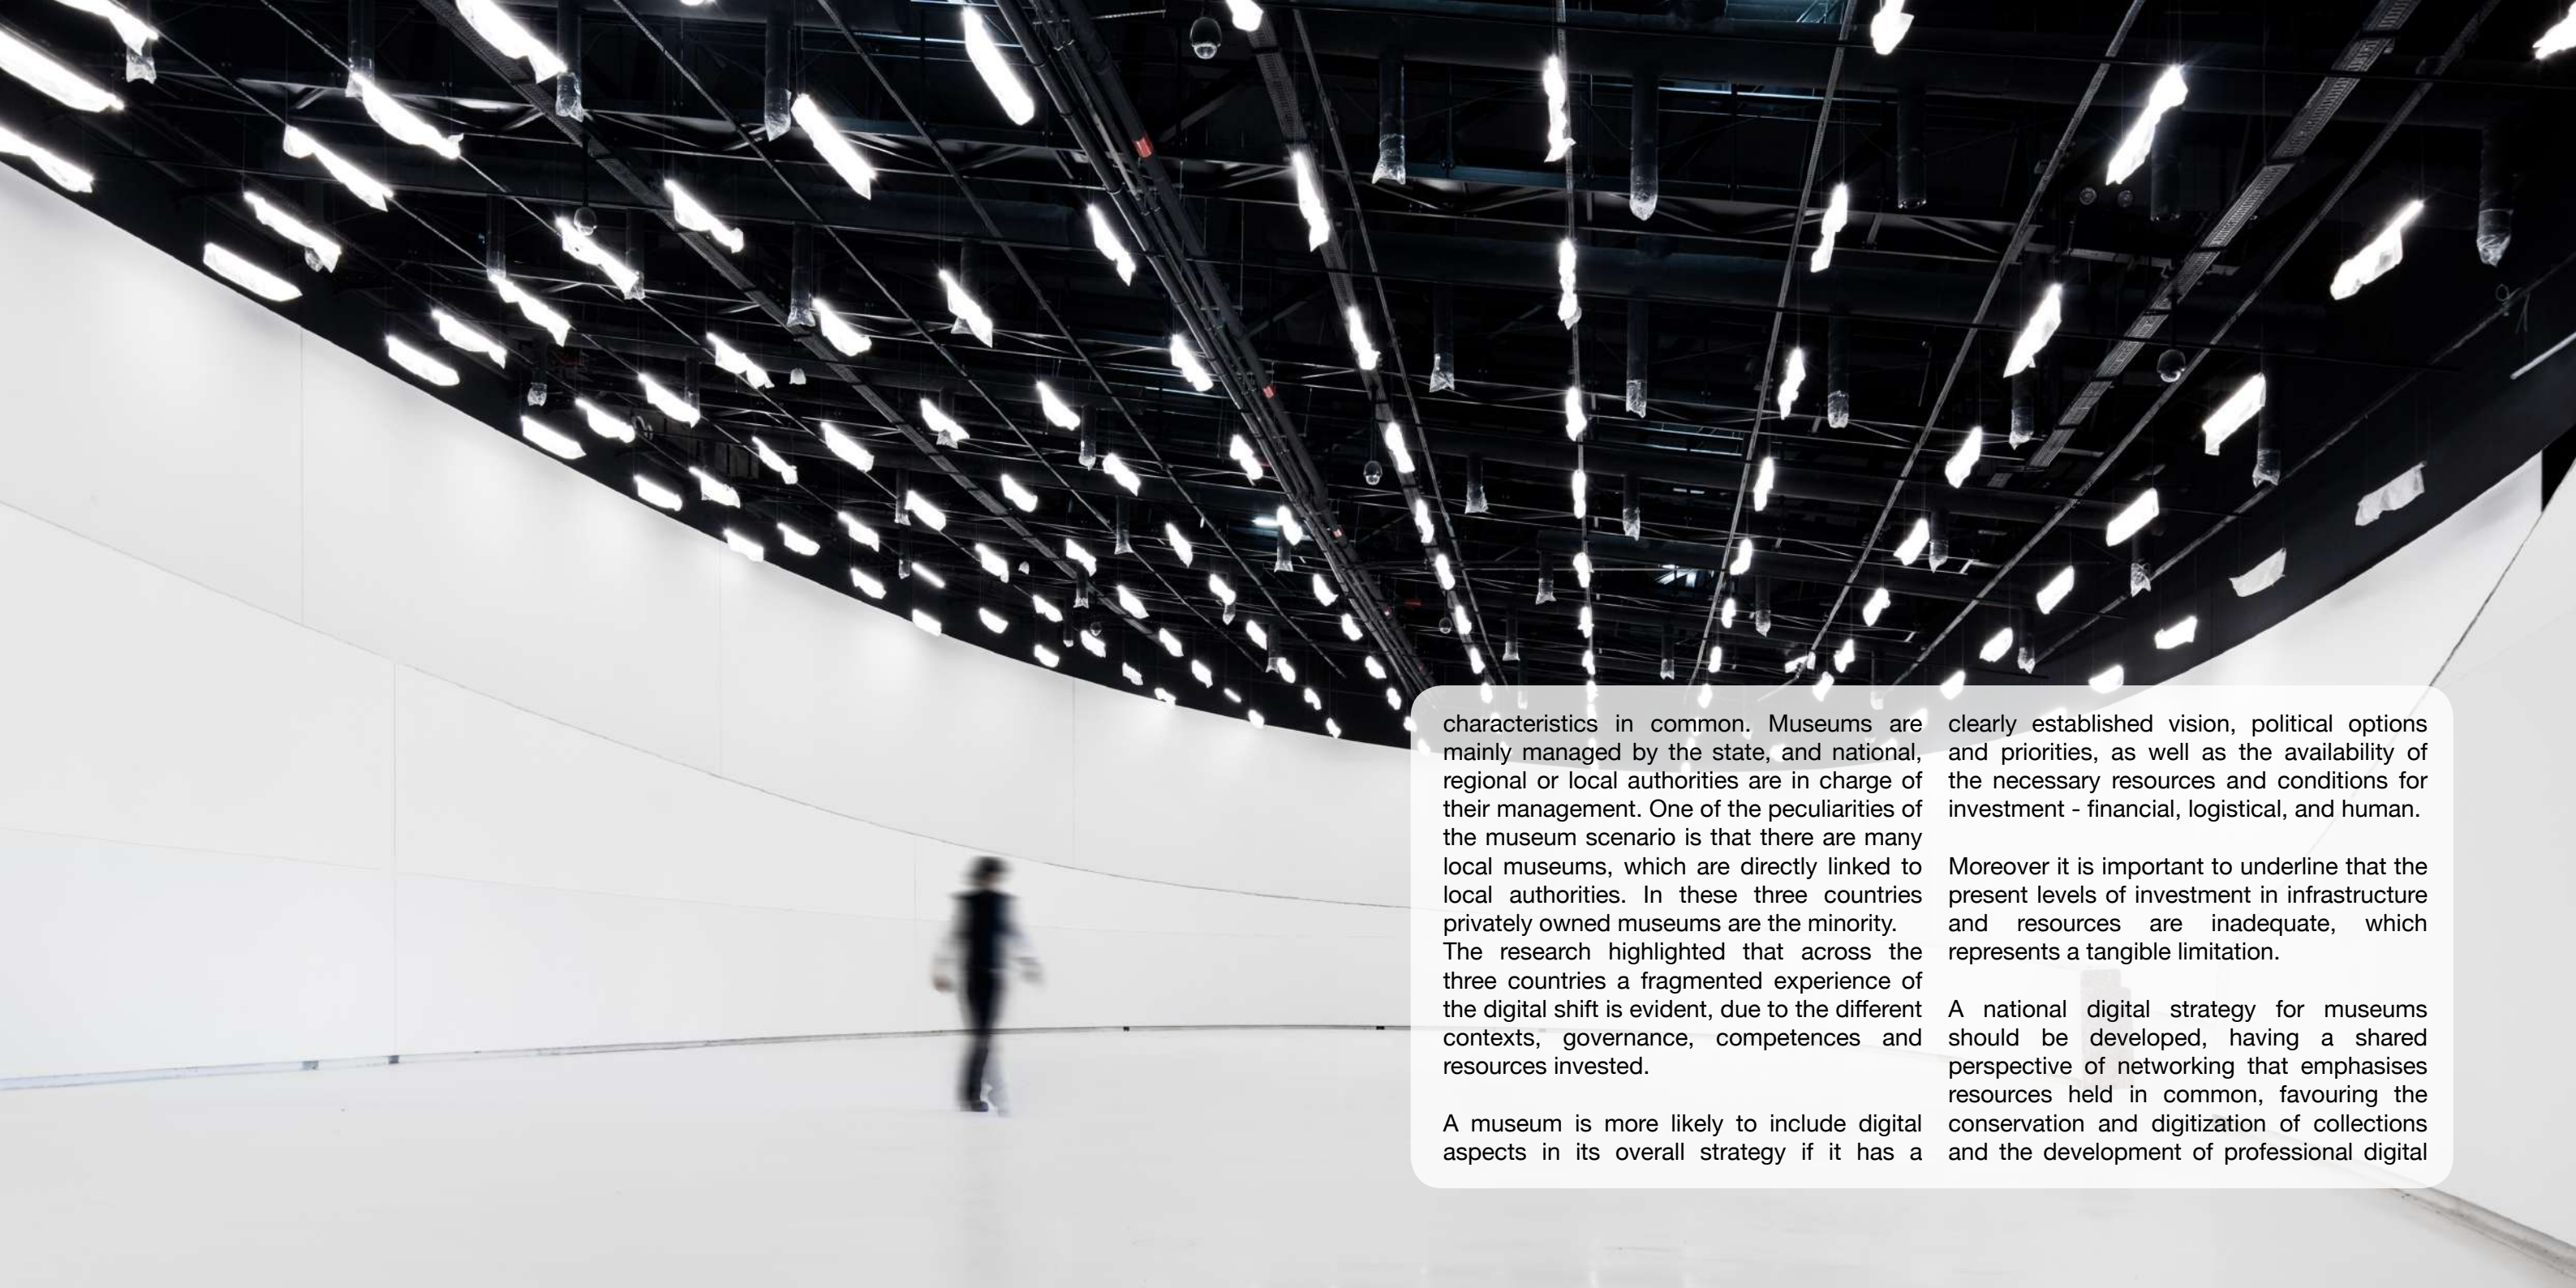 characteristics in common. Museums are
mainly managed by the state, and national,
regional or local authorities are in charge of
their management. One of the peculiarities of
the museum scenario is that there are many
local museums, which are directly linked to
local authorities. In these three countries
privately owned museums are the minority.
The research highlighted that across the
three countries a fragmented experience of
the digital shift is evident, due to the different
contexts, governance, competences and
resources invested.
A museum is more likely to include digital
aspects in its overall strategy if it has a
clearly established vision, political options
and priorities, as well as the availability of
the necessary resources and conditions for
investment - financial, logistical, and human.
Moreover it is important to underline that the
present levels of investment in infrastructure
and resources are inadequate, which
represents a tangible limitation.
A national digital strategy for museums
should be developed, having a shared
perspective of networking that emphasises
resources held in common, favouring the
conservation and digitization of collections
and the development of professional digital